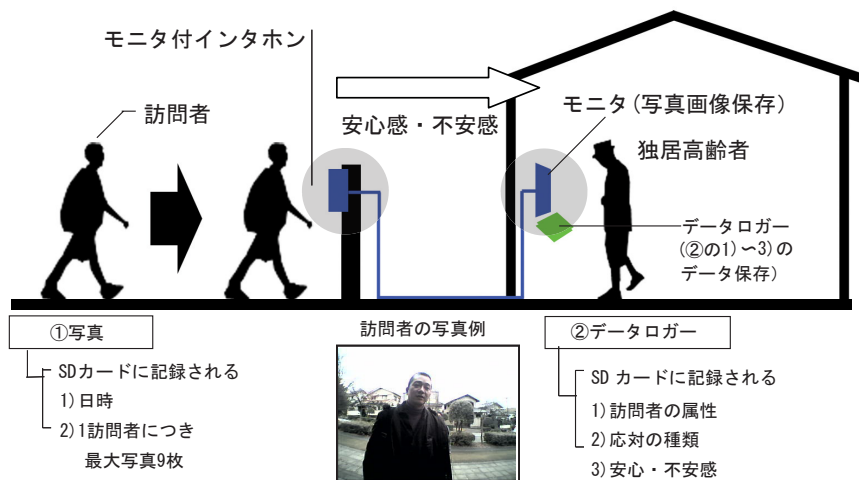 モニタ付インタホン
訪問者
安心感・不安感
モニタ(写真画像保存)
独居高齢者
データロガー
(②の1)〜3)の
データ保存)
①写真
SDカードに記録される
1)日時
2)1訪問者につき
最大写真9枚
訪問者の写真例
②データロガー
SD カードに記録される
1)訪問者の属性
2)応対の種類
3)安心・不安感